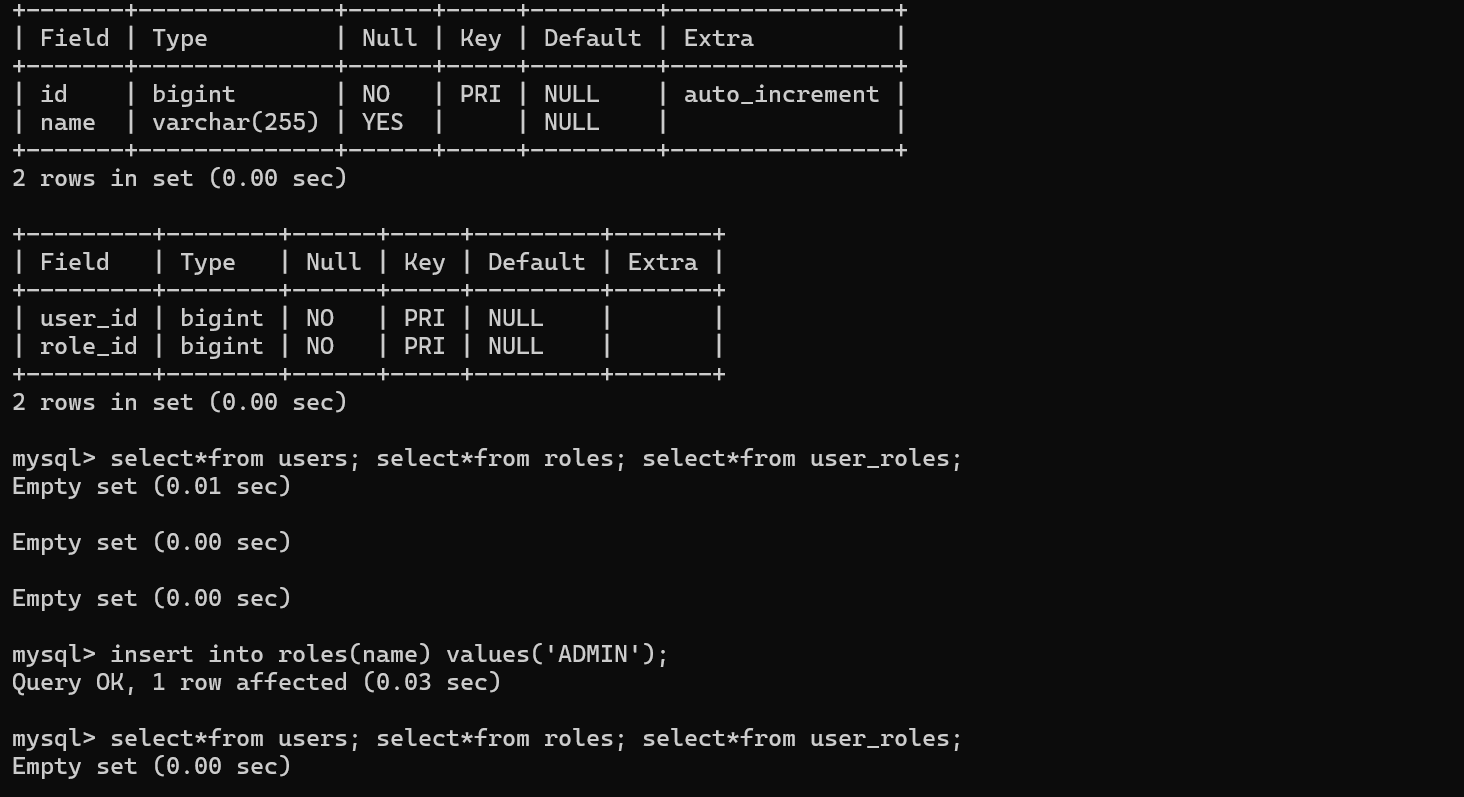 +-------+--------------+------+-----+---------+----------------+
| Field | Type         | Null | Key | Default | Extra          |
+-------+--------------+------+-----+---------+----------------+
| id    | bigint       | NO   | PRI | NULL    | auto_increment |
| name  | varchar(255) | YES  |     | NULL    |                |
+-------+--------------+------+-----+---------+----------------+
2 rows in set (0.00 sec)

+---------+--------+------+-----+---------+-------+
| Field   | Type   | Null | Key | Default | Extra |
+---------+--------+------+-----+---------+-------+
| user_id | bigint | NO   | PRI | NULL    |       |
| role_id | bigint | NO   | PRI | NULL    |       |
+---------+--------+------+-----+---------+-------+
2 rows in set (0.00 sec)

mysql> select*from users; select*from roles; select*from user_roles;
Empty set (0.01 sec)

Empty set (0.00 sec)

Empty set (0.00 sec)

mysql> insert into roles(name) values('ADMIN');
Query OK, 1 row affected (0.03 sec)

mysql> select*from users; select*from roles; select*from user_roles;
Empty set (0.00 sec)